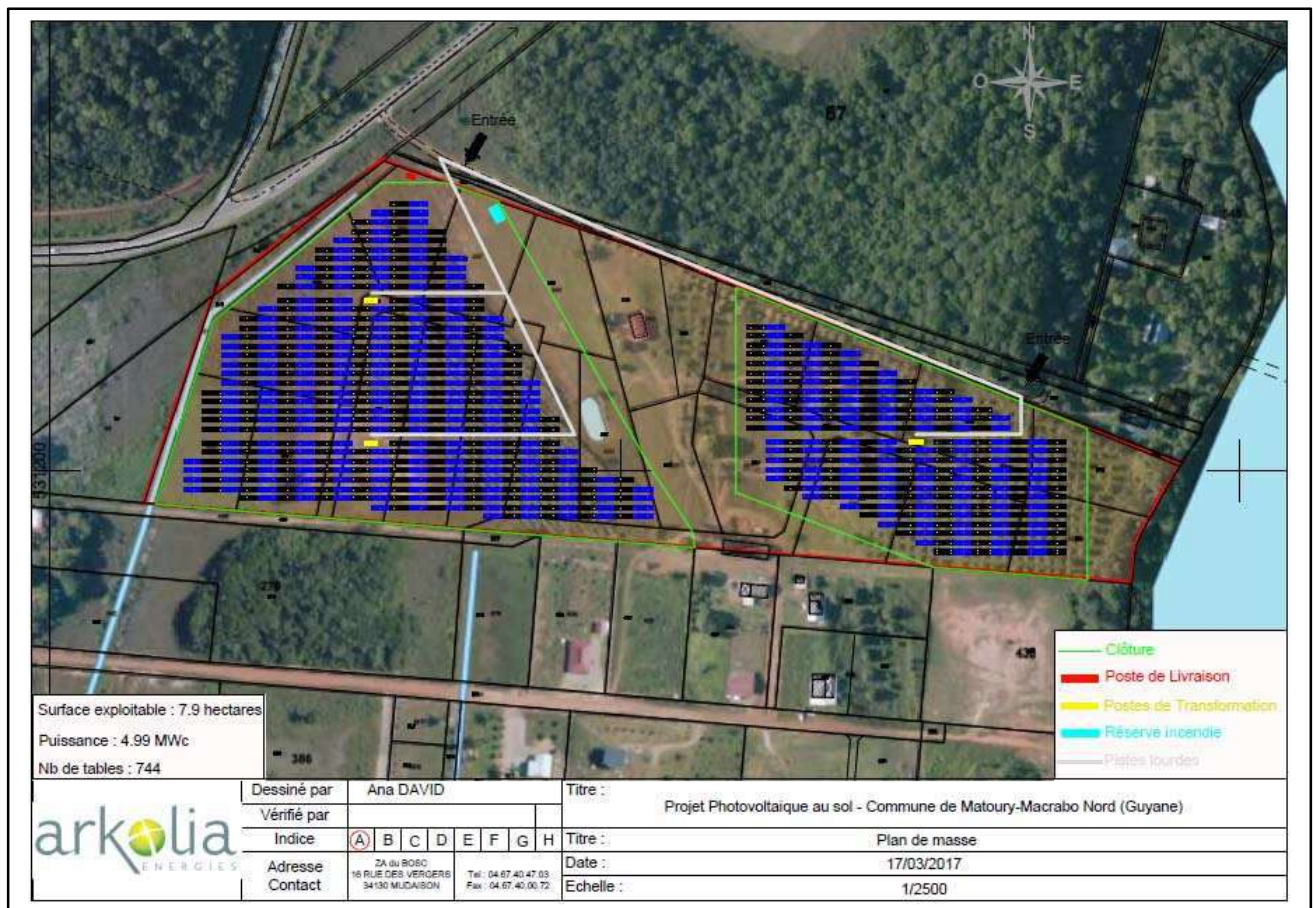 N
O E
S
Entrée
67
Entrée
531200
278
438
386
Clôture
Poste de Livraison
Postes de Transformation
Réserve incendie
Pistes lourdes
Surface exploitable : 7.9 hectares
Puissance : 4.99 MWc
Nb de tables : 744
arkolia
ENERGIES
Dessiné par Ana DAVID
Vérifié par
Indice A B C D E F G H
Adresse
Contact
ZA du BOSC
16 RUE DES VERGERS
34130 MUDAISON
Tel : 04.67.40.47.03
Fax : 04.67.40.00.72
Titre :
Projet Photovoltaique au sol - Commune de Matoury-Macrabo Nord (Guyane)
Titre : Plan de masse
Date : 17/03/2017
Echelle : 1/2500